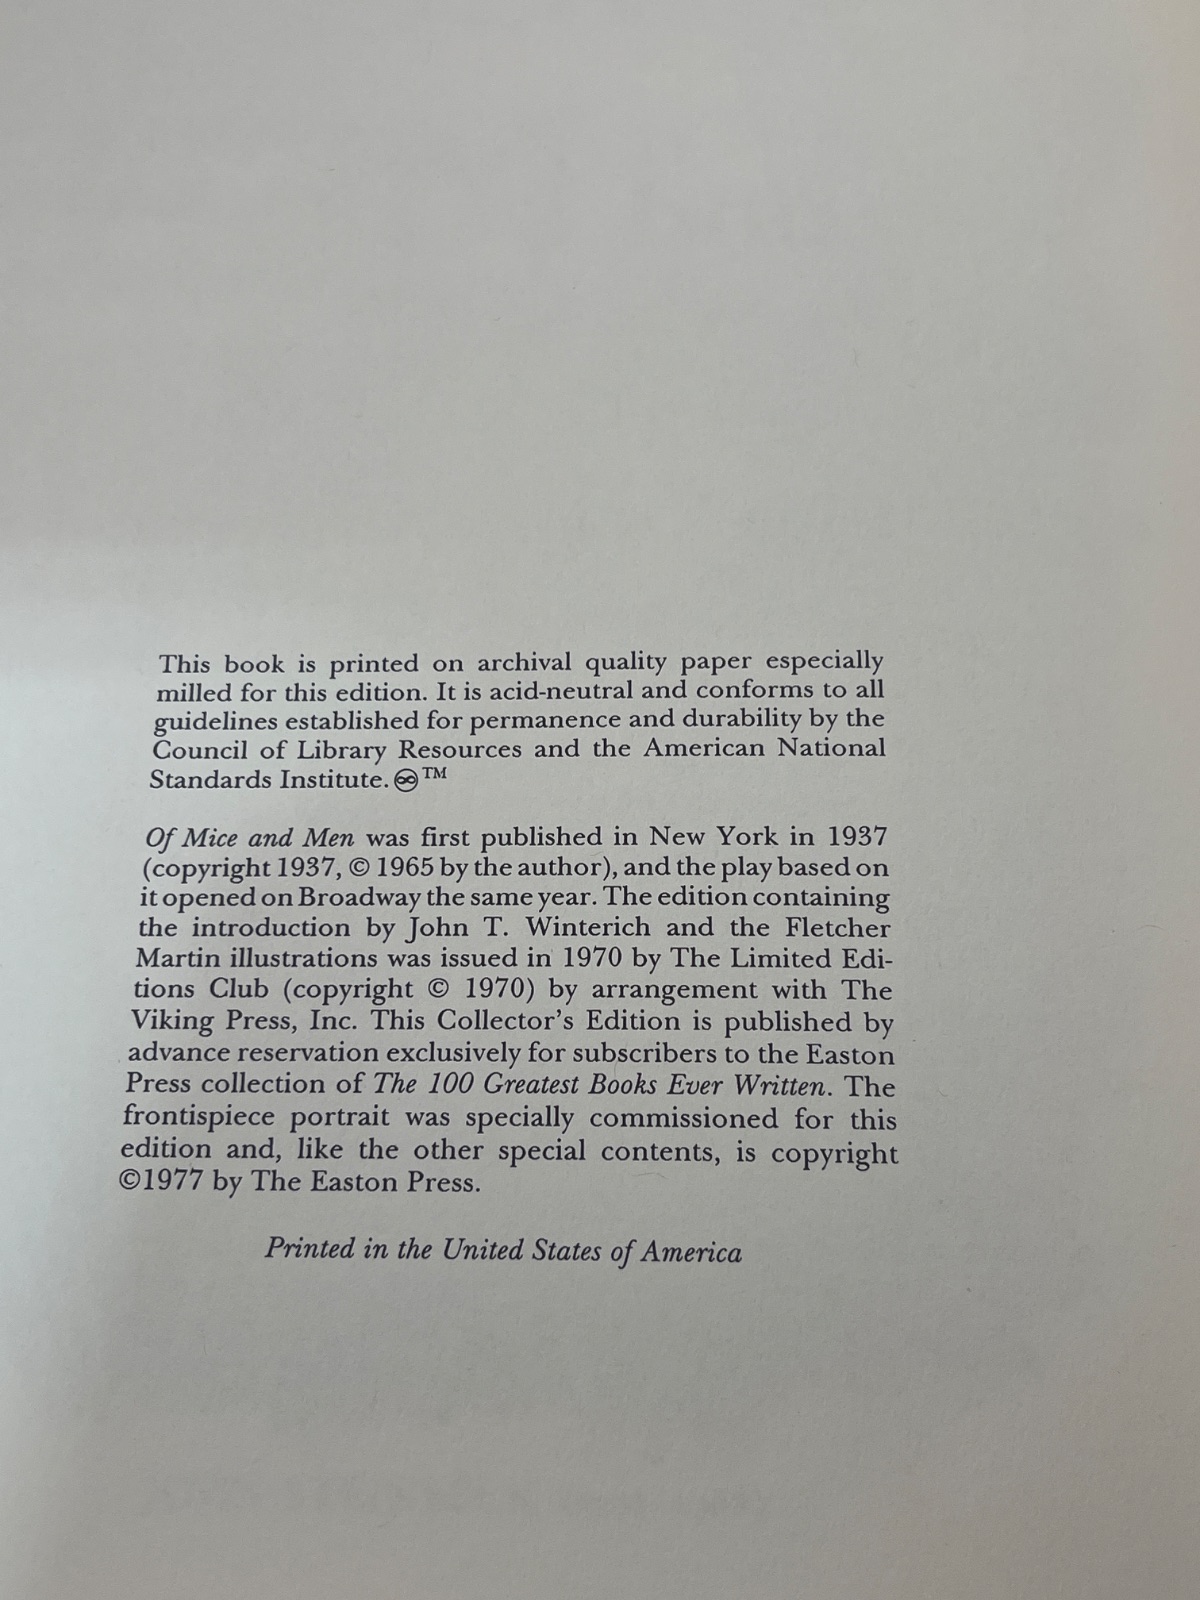 This book is printed on archival quality paper especially
milled for this edition. It is acid-neutral and conforms to all
guidelines established for permanence and durability by the
Council of Library Resources and the American National
Standards Institute. ♾™
Of Mice and Men was first published in New York in 1937
(copyright 1937, © 1965 by the author), and the play based on
it opened on Broadway the same year. The edition containing
the introduction by John T. Winterich and the Fletcher
Martin illustrations was issued in 1970 by The Limited Edi-
tions Club (copyright © 1970) by arrangement with The
Viking Press, Inc. This Collector's Edition is published by
advance reservation exclusively for subscribers to the Easton
Press collection of The 100 Greatest Books Ever Written. The
frontispiece portrait was specially commissioned for this
edition and, like the other special contents, is copyright
©1977 by The Easton Press.
Printed in the United States of America